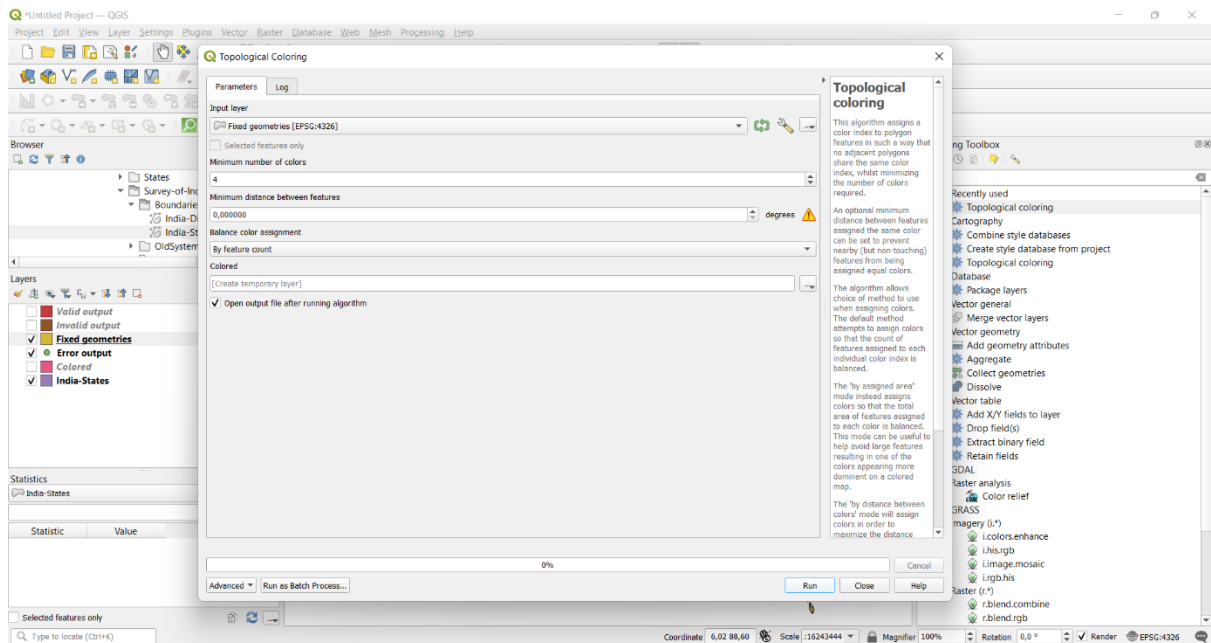 *Untitled Project — QGIS
Project Edit View Layer Settings Plugins Vector Raster Database Web Mesh Processing Help
Topological Coloring
Parameters Log
Input layer
Fixed geometries [EPSG:4326]
Selected features only
Minimum number of colors
4
Minimum distance between features
0,000000 degrees
Balance color assignment
By feature count
Colored
[Create temporary layer]
Open output file after running algorithm
0%
Cancel
Advanced Run as Batch Process... Run Close Help
Topological
coloring
This algorithm assigns a
color index to polygon
features in such a way that
no adjacent polygons
share the same color
index, whilst minimizing
the number of colors
required.
An optional minimum
distance between features
assigned the same color
can be set to prevent
nearby (but non-touching)
features from being
assigned equal colors.
The algorithm allows
choice of method to use
when assigning colors.
The default method
attempts to assign colors
so that the count of
features assigned to each
individual color index is
balanced.
The 'by assigned area'
mode instead assigns
colors so that the total
area of features assigned
to each color is balanced.
This mode can be useful to
help avoid large features
resulting in one of the
colors appearing more
dominant on a colored
map.
The 'by distance between
colors' mode will assign
colors in order to
maximize the distance
Browser
States
Survey-of-Ind
Boundarie
India-Di
India-St
OldSystem
Layers
Valid output
Invalid output
Fixed geometries
Error output
Colored
India-States
Statistics
India-States
Statistic Value
Selected features only
Type to locate (Ctrl+K)
ng Toolbox
Recently used
Topological coloring
Cartography
Combine style databases
Create style database from project
Topological coloring
Database
Package layers
Vector general
Merge vector layers
Vector geometry
Add geometry attributes
Aggregate
Collect geometries
Dissolve
Vector table
Add X/Y fields to layer
Drop field(s)
Extract binary field
Retain fields
GDAL
Raster analysis
Color relief
GRASS
Imagery (i.*)
i.colors.enhance
i.his.rgb
i.image.mosaic
i.rgb.his
Raster (r.*)
r.blend.combine
r.blend.rgb
Coordinate 6,02 88,60 Scale :16243444 Magnifier 100% Rotation 0,0 ° Render EPSG:4326